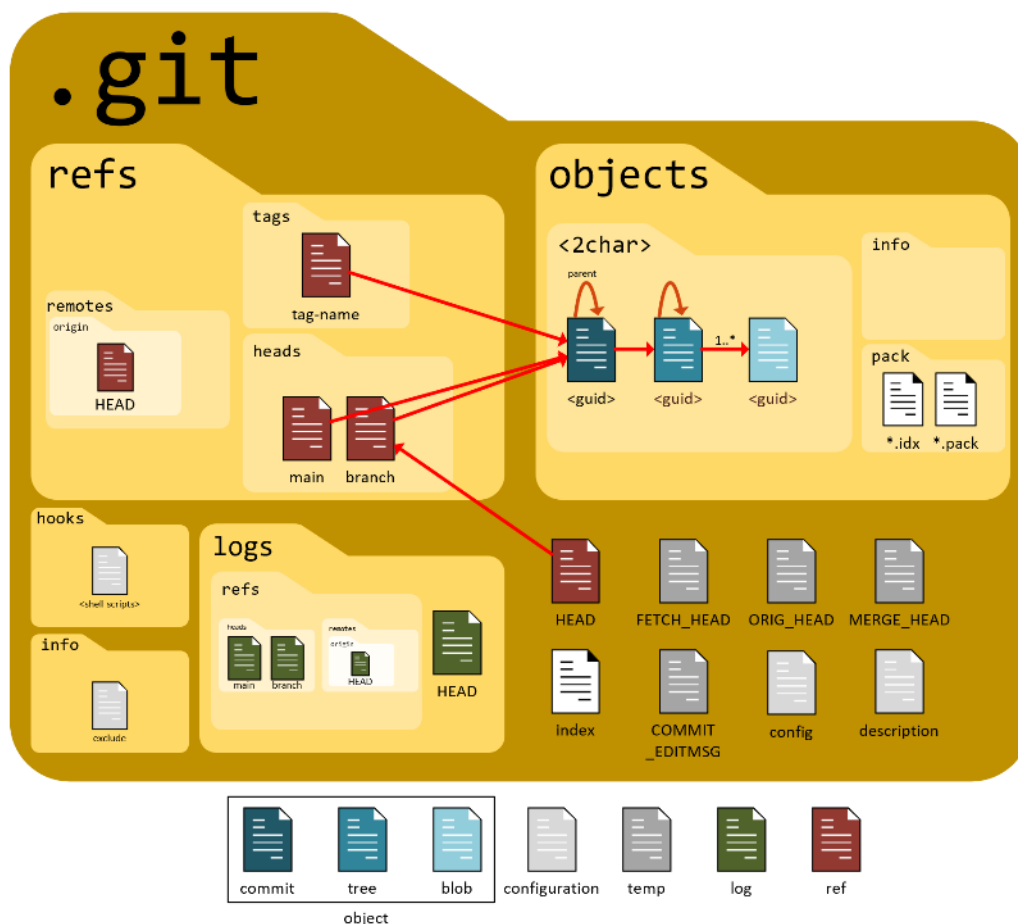 .git
refs
objects
tags
tag-name
remotes
origin
HEAD
heads
main
branch
<2char>
parent
1..*
<guid>
<guid>
<guid>
info
pack
*.idx
*.pack
hooks
<shell scripts>
info
exclude
logs
refs
heads
main
branch
remotes
origin
HEAD
HEAD
HEAD
FETCH_HEAD
ORIG_HEAD
MERGE_HEAD
index
COMMIT
_EDITMSG
config
description
commit
tree
blob
configuration
temp
log
ref
object